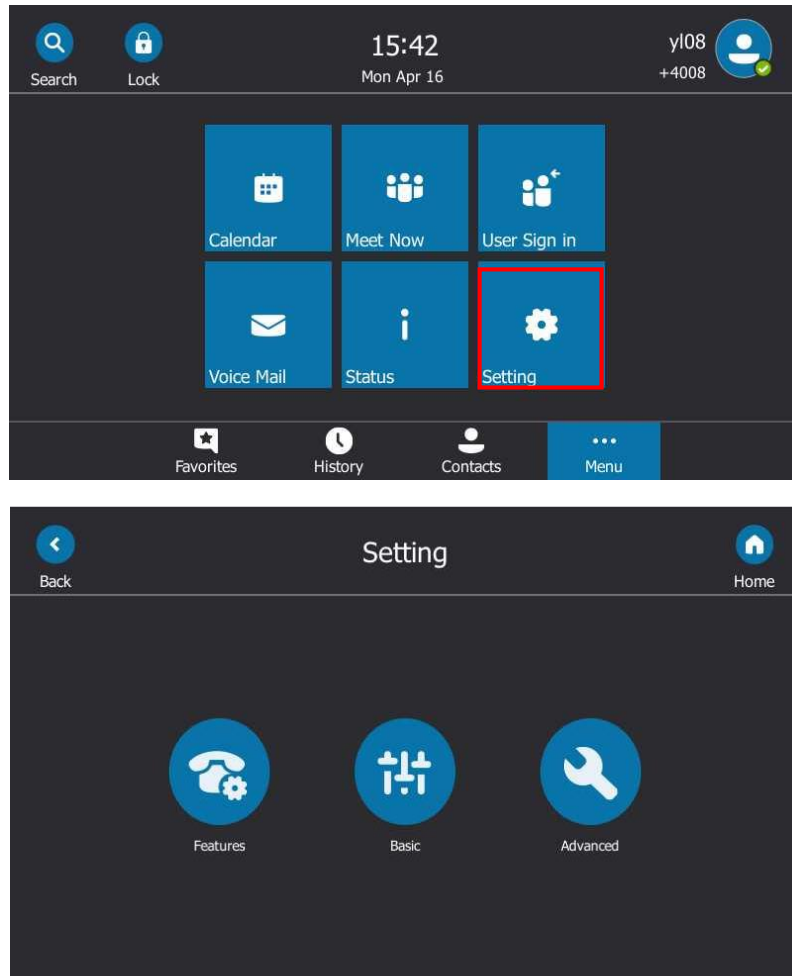 15:42
yl08
Search
Lock
Mon Apr 16
+4008
Calendar
Meet Now
User Sign in
Voice Mail
Status
Setting
Favorites
History
Contacts
Menu
Setting
Back
Home
Features
Basic
Advanced